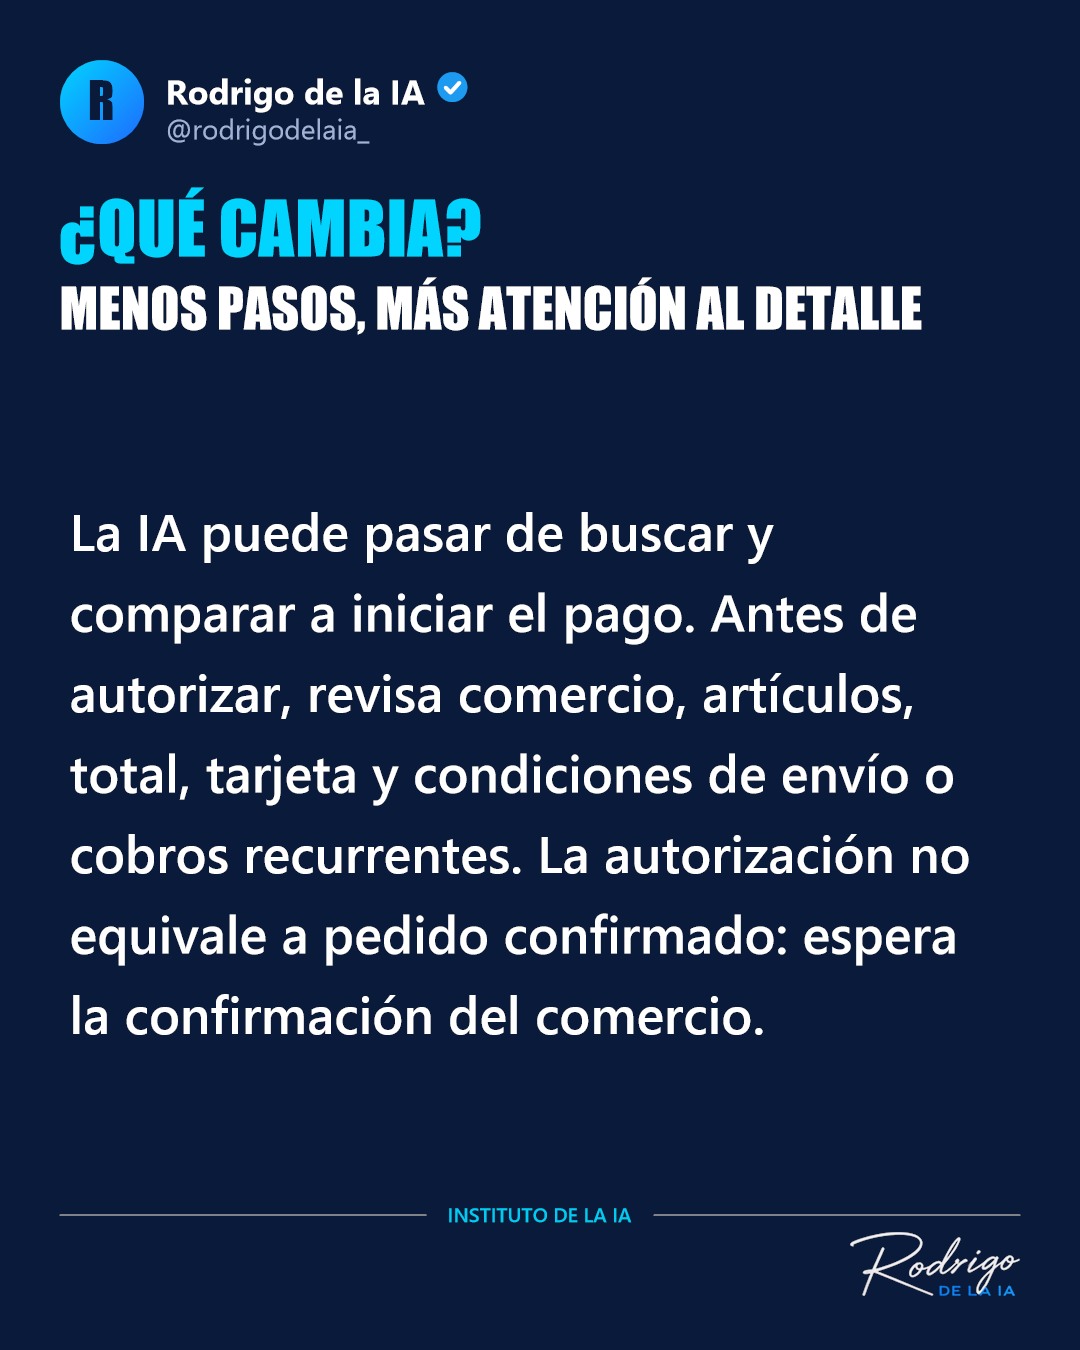 R
Rodrigo de la IA
@rodrigodelaia_
¿QUÉ CAMBIA?
MENOS PASOS, MÁS ATENCIÓN AL DETALLE
La IA puede pasar de buscar y
comparar a iniciar el pago. Antes de
autorizar, revisa comercio, artículos,
total, tarjeta y condiciones de envío o
cobros recurrentes. La autorización no
equivale a pedido confirmado: espera
la confirmación del comercio.
INSTITUTO DE LA IA
Rodrigo
DE LA IA